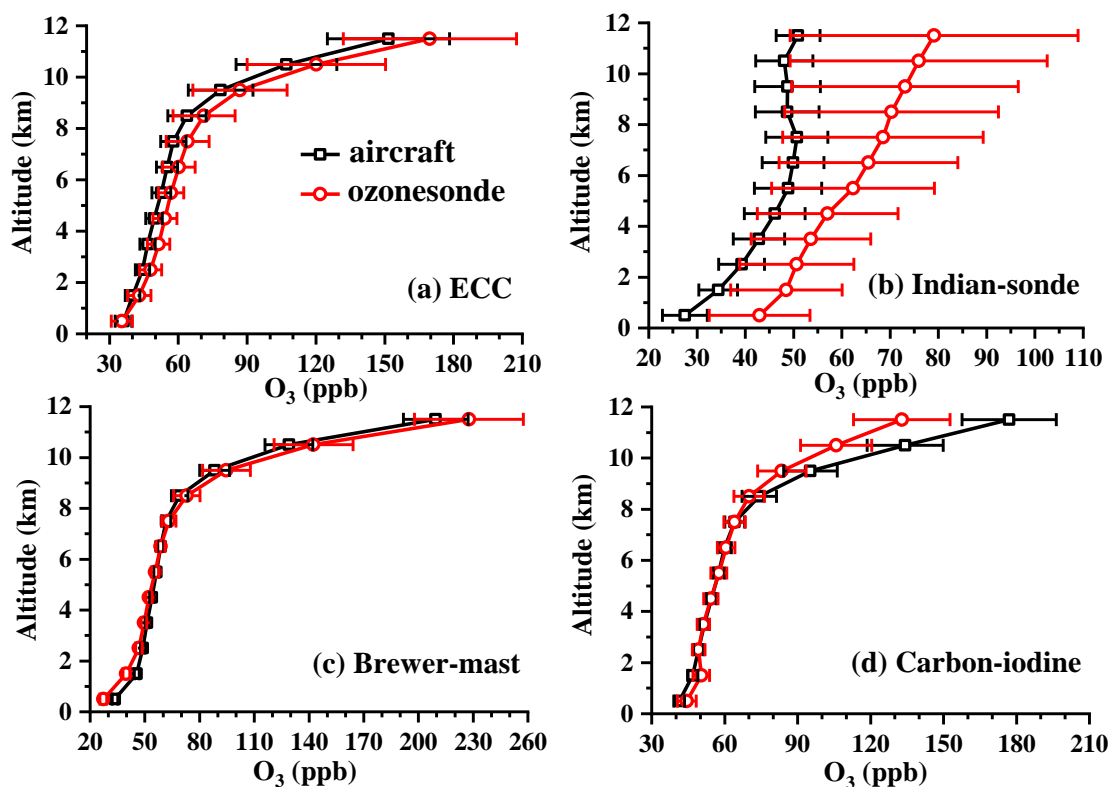 12
10
8
6
4
2
0
Altitude (km)
aircraft
ozonesonde
(a) ECC
30 60 90 120 150 180 210
O₃ (ppb)
12
10
8
6
4
2
0
Altitude (km)
(b) Indian-sonde
20 30 40 50 60 70 80 90 100 110
O₃ (ppb)
12
10
8
6
4
2
0
Altitude (km)
(c) Brewer-mast
20 50 80 110 140 170 200 230 260
O₃ (ppb)
12
10
8
6
4
2
0
Altitude (km)
(d) Carbon-iodine
30 60 90 120 150 180 210
O₃ (ppb)